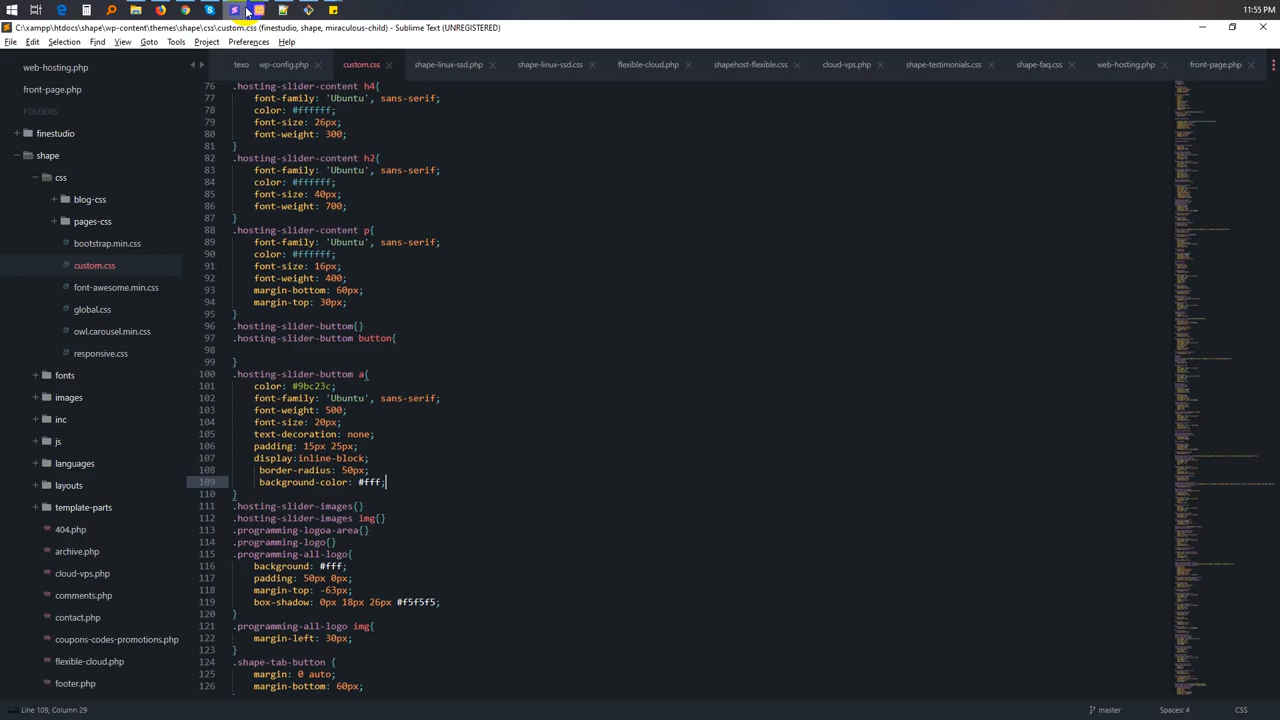 11:55 PM
C:\xampp\htdocs\shape\wp-content\themes\shape\css\custom.css (finestudio, shape, miraculous-child) - Sublime Text (UNREGISTERED)
File Edit Selection Find View Goto Tools Project Preferences Help
web-hosting.php
front-page.php
FOLDERS
finestudio
shape
css
blog-css
pages-css
bootstrap.min.css
custom.css
font-awesome.min.css
global.css
owl.carousel.min.css
responsive.css
fonts
images
inc
js
languages
layouts
template-parts
404.php
archive.php
cloud-vps.php
comments.php
contact.php
coupons-codes-promotions.php
flexible-cloud.php
footer.php
texo wp-config.php custom.css shape-linux-ssd.php shape-linux-ssd.css flexible-cloud.php shapehost-flexible.css cloud-vps.php shape-testimonials.css shape-faq.css web-hosting.php front-page.php
76 .hosting-slider-content h4{
77 font-family: 'Ubuntu', sans-serif;
78 color: #ffffff;
79 font-size: 26px;
80 font-weight: 300;
81 }
82 .hosting-slider-content h2{
83 font-family: 'Ubuntu', sans-serif;
84 color: #ffffff;
85 font-size: 40px;
86 font-weight: 700;
87 }
88 .hosting-slider-content p{
89 font-family: 'Ubuntu', sans-serif;
90 color: #ffffff;
91 font-size: 16px;
92 font-weight: 400;
93 margin-bottom: 60px;
94 margin-top: 30px;
95 }
96 .hosting-slider-buttom{}
97 .hosting-slider-buttom button{
98
99 }
100 .hosting-slider-buttom a{
101 color: #9bc23c;
102 font-family: 'Ubuntu', sans-serif;
103 font-weight: 500;
104 font-size: 20px;
105 text-decoration: none;
106 padding: 15px 25px;
107 display:inline-block;
108 border-radius: 50px;
109 background-color: #fff;
110 }
111 .hosting-slider-images{}
112 .hosting-slider-images img{}
113 .programming-logoa-area{}
114 .programming-logo{}
115 .programming-all-logo{
116 background: #fff;
117 padding: 50px 0px;
118 margin-top: -63px;
119 box-shadow: 0px 18px 26px #f5f5f5;
120 }
121 .programming-all-logo img{
122 margin-left: 30px;
123 }
124 .shape-tab-button {
125 margin: 0 auto;
126 margin-bottom: 60px;
Line 109, Column 29
master
Spaces: 4
CSS